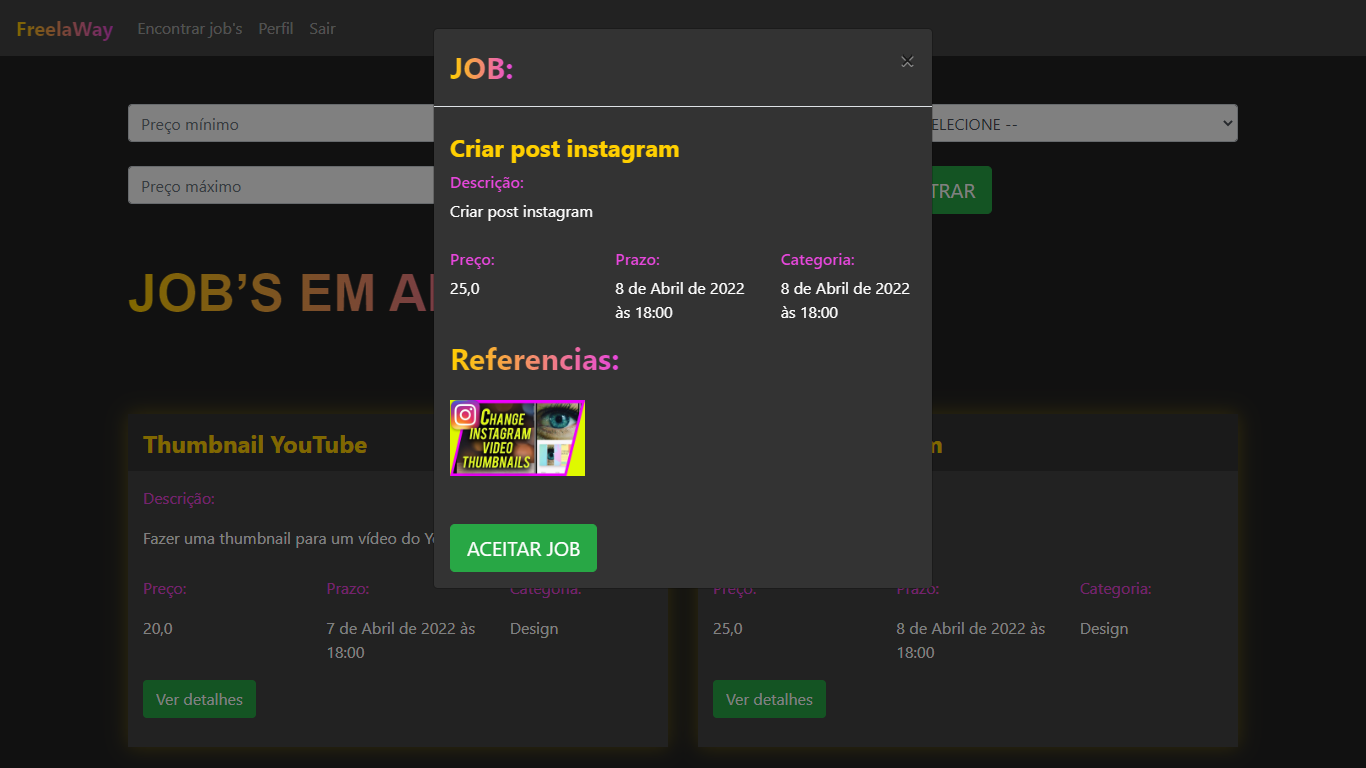 FreelaWay Encontrar job's Perfil Sair
JOB: ×
Preço mínimo
ELECIONE --
Preço máximo
TRAR
Criar post instagram
Descrição:
Criar post instagram
Preço: Prazo: Categoria:
25,0 8 de Abril de 2022 8 de Abril de 2022
às 18:00 às 18:00
JOB’S EM A
Referencias:
CHANGE
INSTAGRAM
VIDEO
THUMBNAILS
ACEITAR JOB
Thumbnail YouTube
Descrição:
Fazer uma thumbnail para um vídeo do Yo
Preço: Prazo: Categoria:
20,0 7 de Abril de 2022 às Design
18:00
Ver detalhes
m
Preço: Prazo: Categoria:
25,0 8 de Abril de 2022 às Design
18:00
Ver detalhes